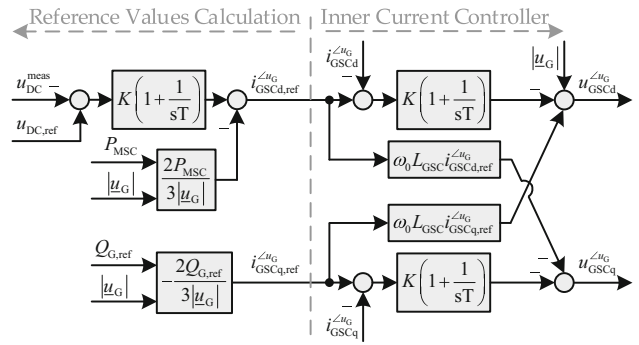 Reference Values Calculation
Inner Current Controller
u_DC^meas −
u_DC,ref
K(1+1/sT)
−
i_GSCd,ref^∠u_G
i_GSCd^∠u_G
−
K(1+1/sT)
−
|u_G|
u_GSCd^∠u_G
P_MSC
|u_G|
2P_MSC/3|u_G|
ω_0 L_GSC i_GSCd,ref^∠u_G
ω_0 L_GSC i_GSCq,ref^∠u_G
Q_G,ref
|u_G|
−2Q_G,ref/3|u_G|
i_GSCq,ref^∠u_G
−
i_GSCq^∠u_G
K(1+1/sT)
−
−
u_GSCq^∠u_G